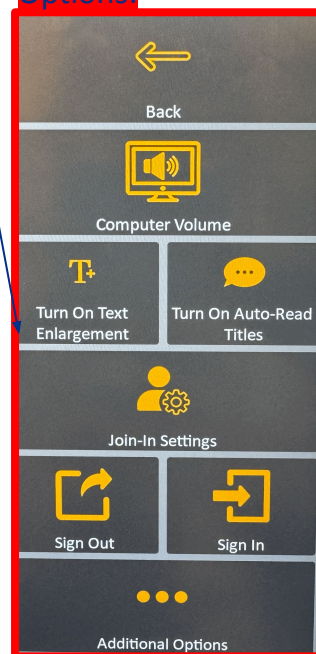 Options:
Back
Computer Volume
T+
Turn On Text
Enlargement
Turn On Auto-Read
Titles
Join-In Settings
Sign Out
Sign In
Additional Options